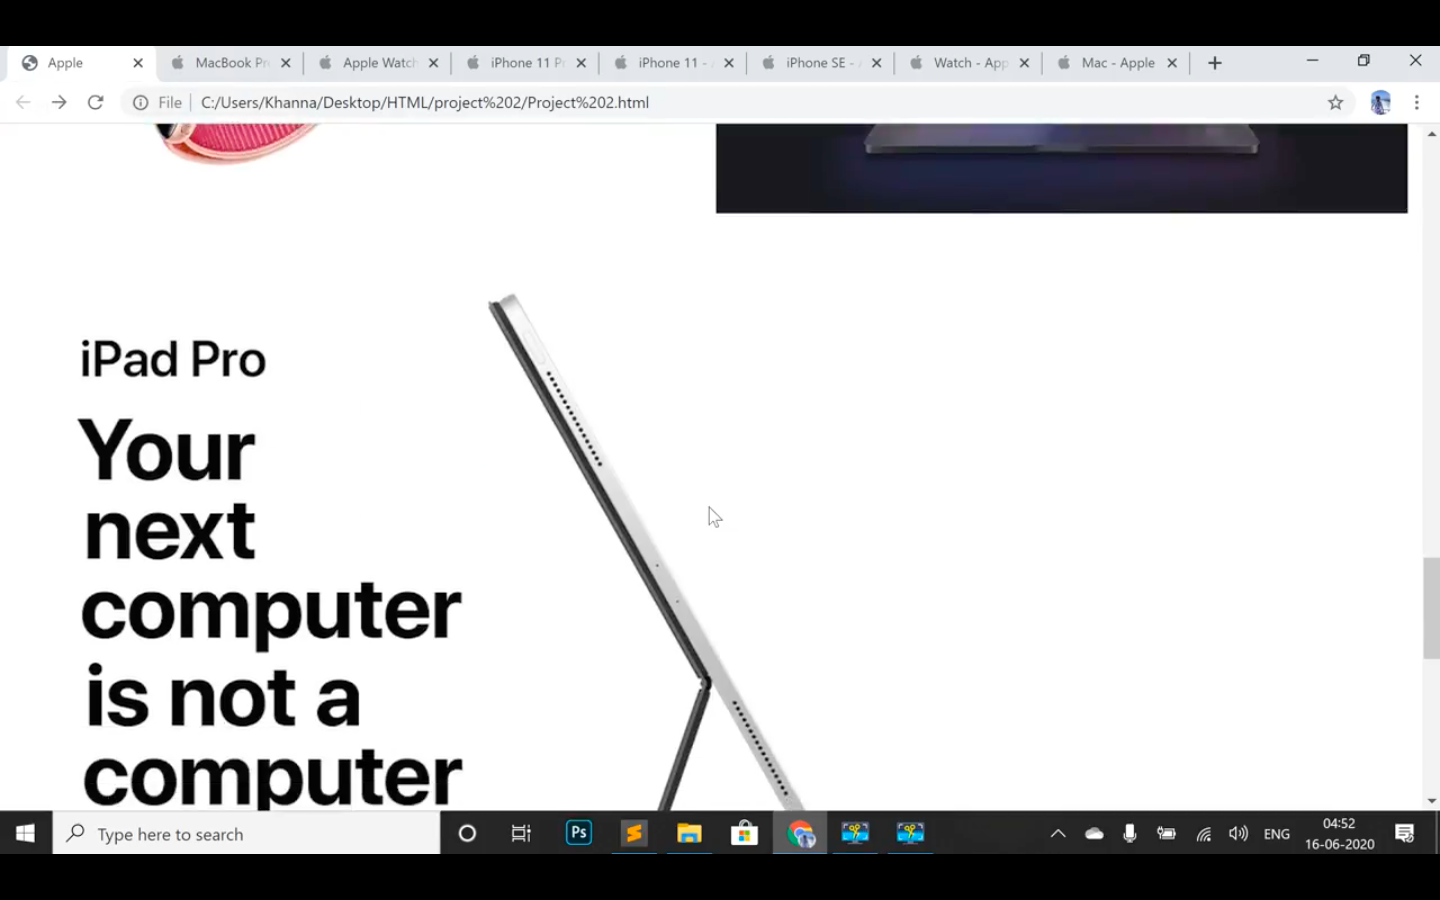 Apple
MacBook Pr
Apple Watch
iPhone 11 P
iPhone 11 -
iPhone SE -
Watch - App
Mac - Apple
File
C:/Users/Khanna/Desktop/HTML/project%202/Project%202.html
iPad Pro
Your
next
computer
is not a
computer
Type here to search
Ps
ENG
04:52
16-06-2020